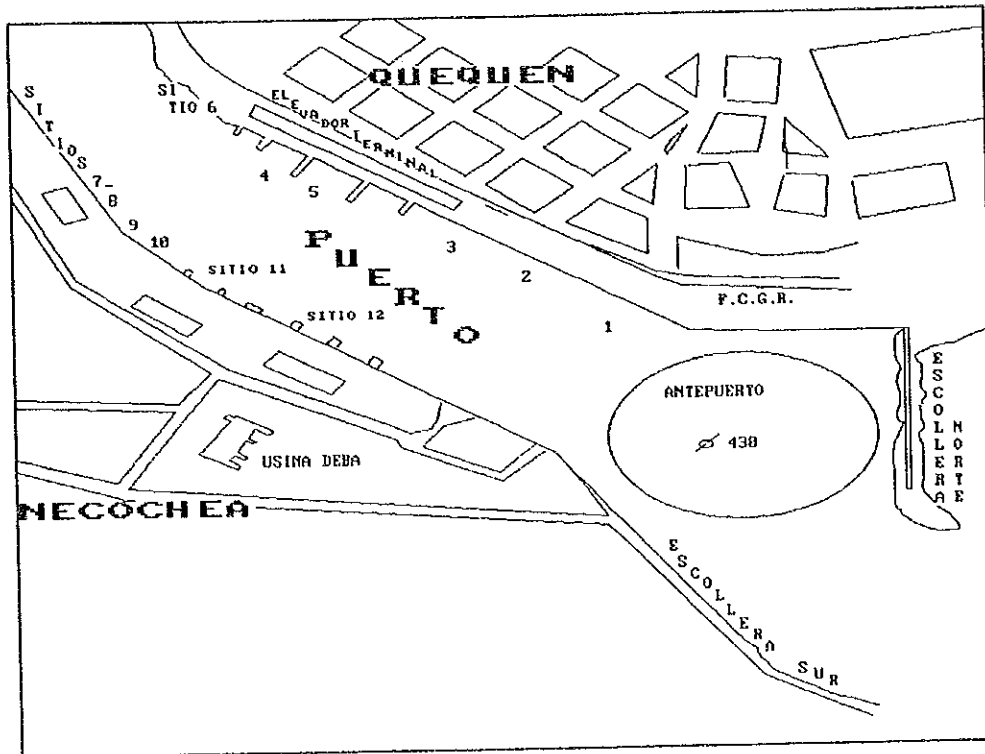 QUEQUEN
SITIO 6
ELEVADOR TERMINAL
SITIOS 7-8
9
10
4
5
3
2
1
PUERTO
SITIO 11
SITIO 12
F.C.G.R.
ANTEPUERTO
430
ESCOLLERA NORTE
USINA DEBA
NECOCHEA
ESCOLLERA SUR